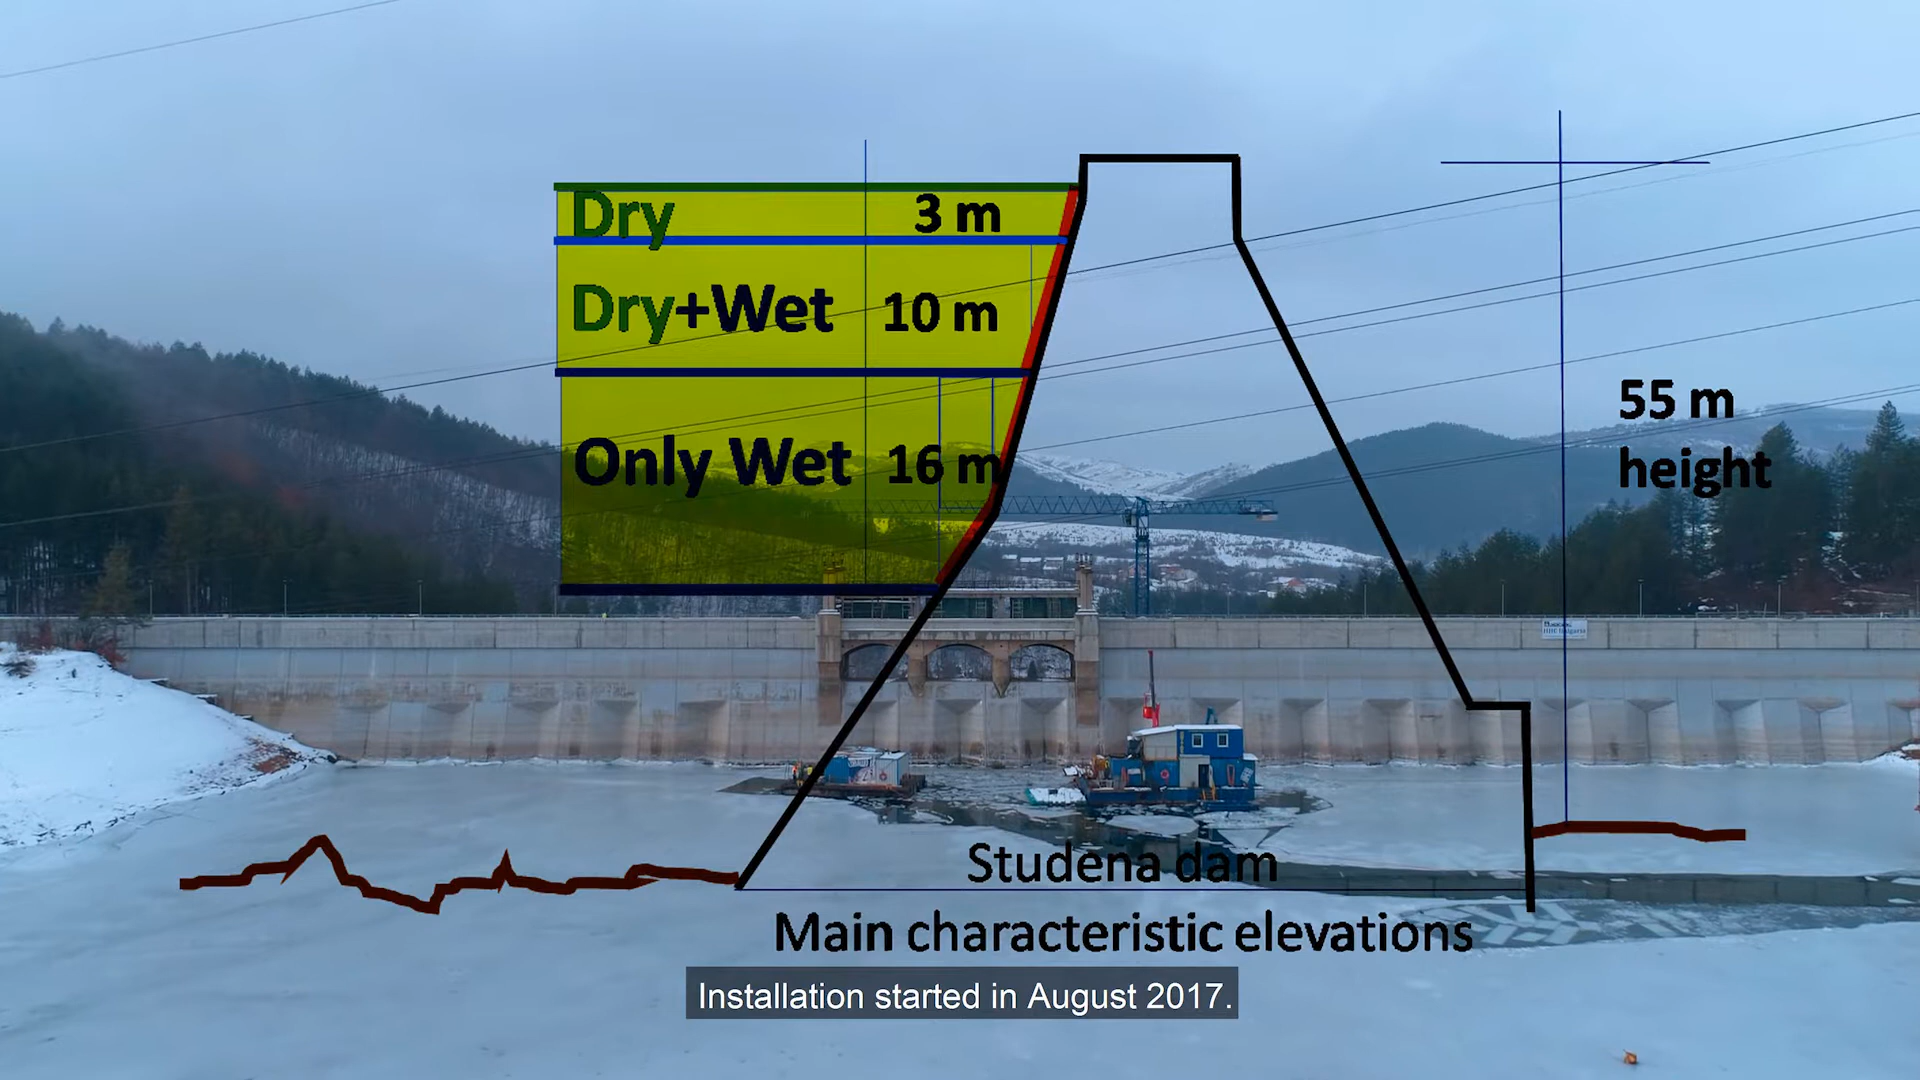 Dry 3 m
Dry+Wet 10 m
Only Wet 16 m
55 m
height
Studena dam
Main characteristic elevations
Installation started in August 2017.